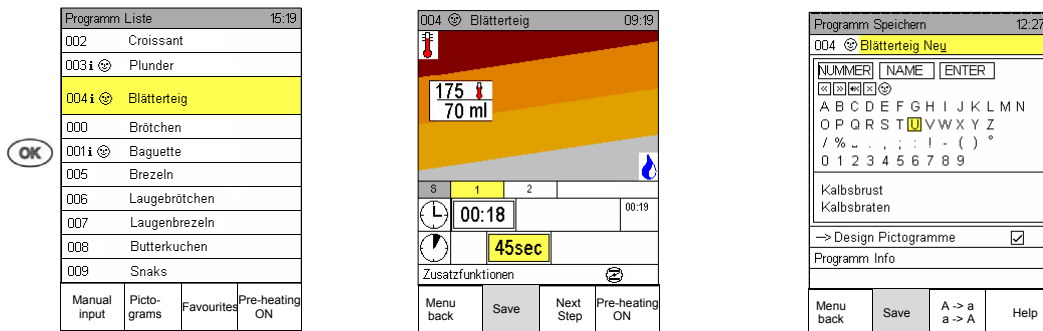 OK
Programm Liste 15:19
002 Croissant
003 i Plunder
004 i Blätterteig
000 Brötchen
001 i Baguette
005 Brezeln
006 Laugebrötchen
007 Laugenbrezeln
008 Butterkuchen
009 Snaks
Manual input
Picto-
grams
Favourites
Pre-heating
ON
004 Blätterteig 09:19
175
70 ml
S 1 2
00:18 00:19
45sec
Zusatzfunktionen
Menu
back
Save
Next
Step
Pre-heating
ON
Programm Speichern 12:27
004 Blätterteig Neu
NUMMER NAME ENTER
A B C D E F G H I J K L M N
O P Q R S T U V W X Y Z
/ % - . , ; : ! - ( ) °
0 1 2 3 4 5 6 7 8 9
Kalbsbrust
Kalbsbraten
--> Design Pictogramme
Programm Info
Menu
back
Save
A -> a
a -> A
Help